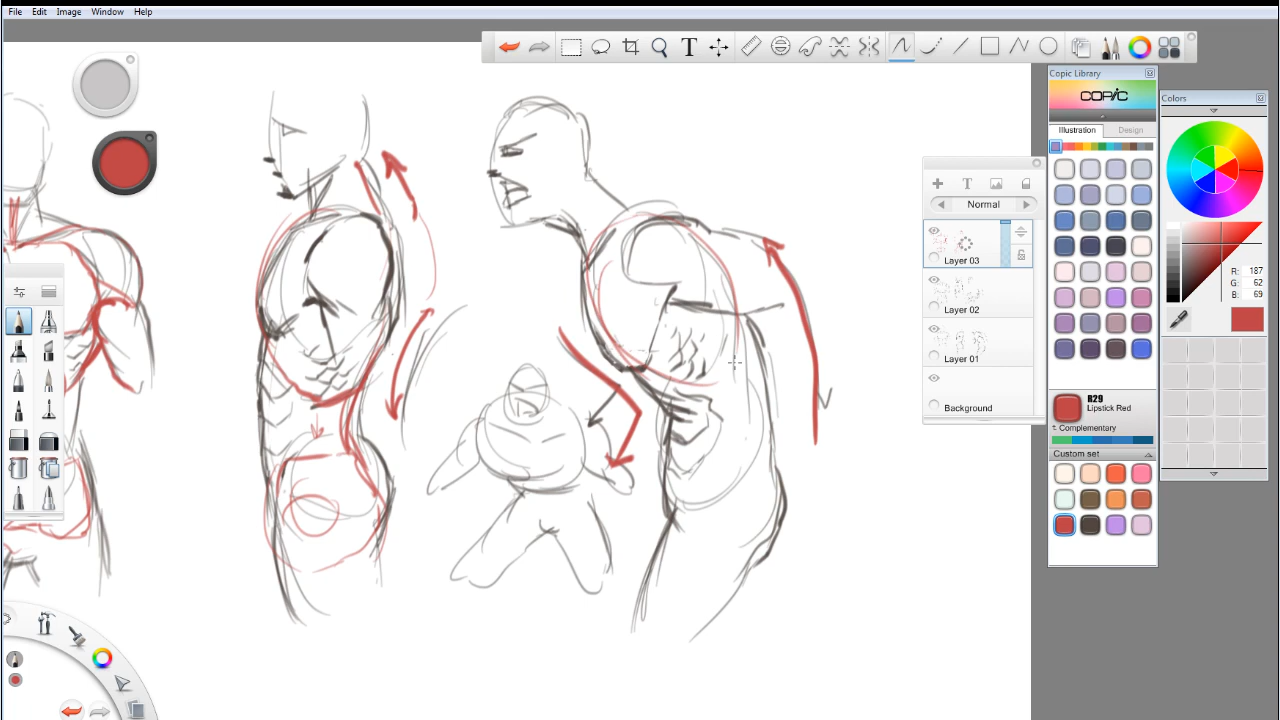 File Edit Image Window Help
T
Copic Library
COPIC
Illustration Design
R29
Lipstick Red
Complementary
Custom set
Colors
R: 187
G: 62
B: 69
T
Normal
Layer 03
Layer 02
Layer 01
Background